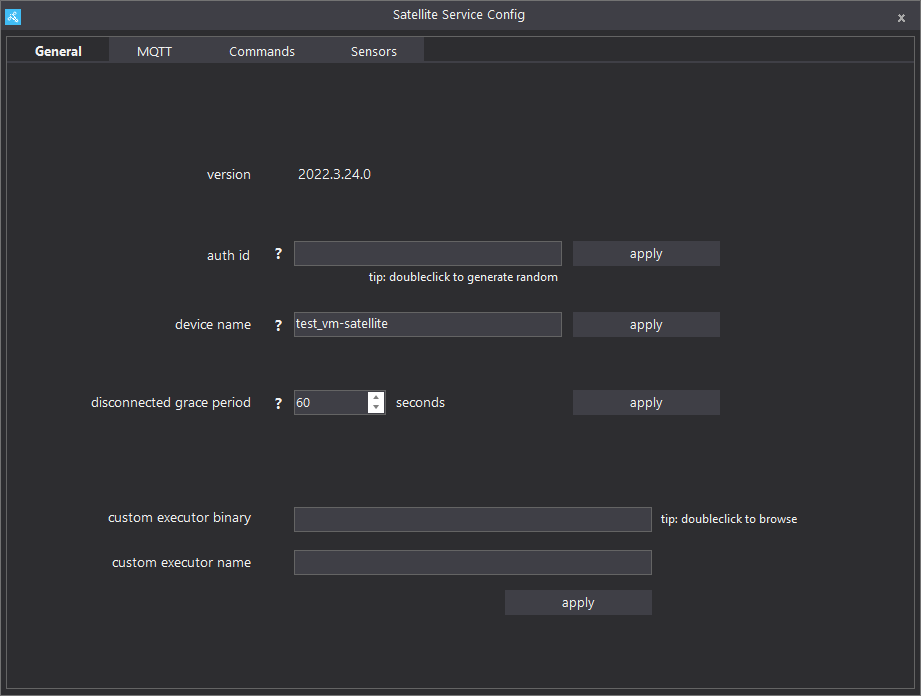 Satellite Service Config
x
General MQTT Commands Sensors
version 2022.3.24.0
auth id ? apply
tip: doubleclick to generate random
device name ? test_vm-satellite apply
disconnected grace period ? 60 seconds apply
custom executor binary tip: doubleclick to browse
custom executor name
apply